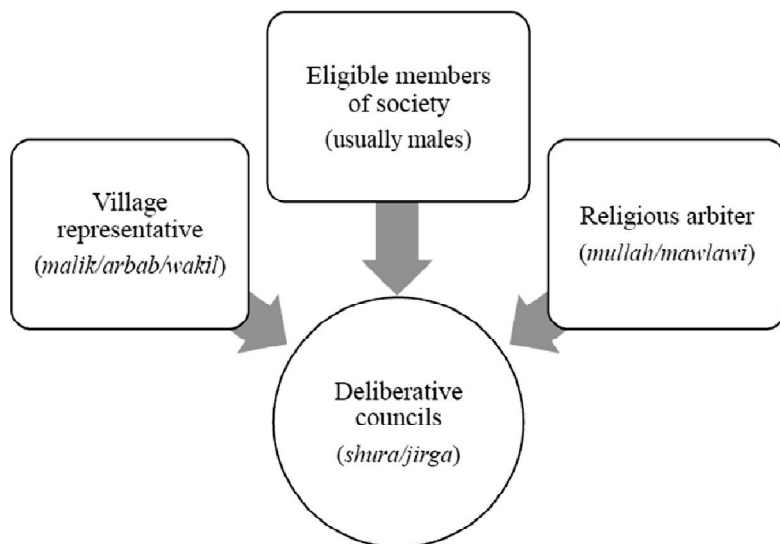 Eligible members
of society
(usually males)
Village
representative
(malik/arbab/wakil)
Religious arbiter
(mullah/mawlawi)
Deliberative
councils
(shura/jirga)